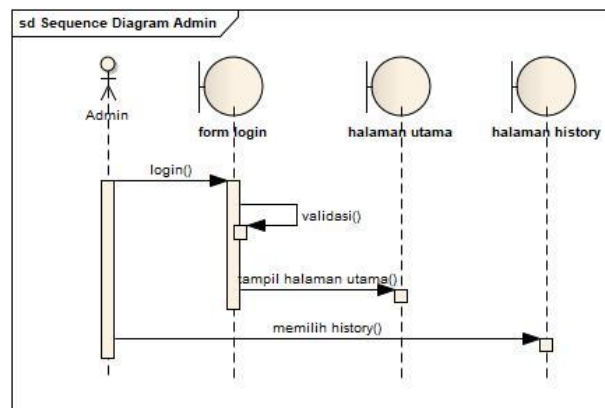 sd Sequence Diagram Admin
Admin
form login
halaman utama
halaman history
login()
validasi()
tampil halaman utama()
memilih history()